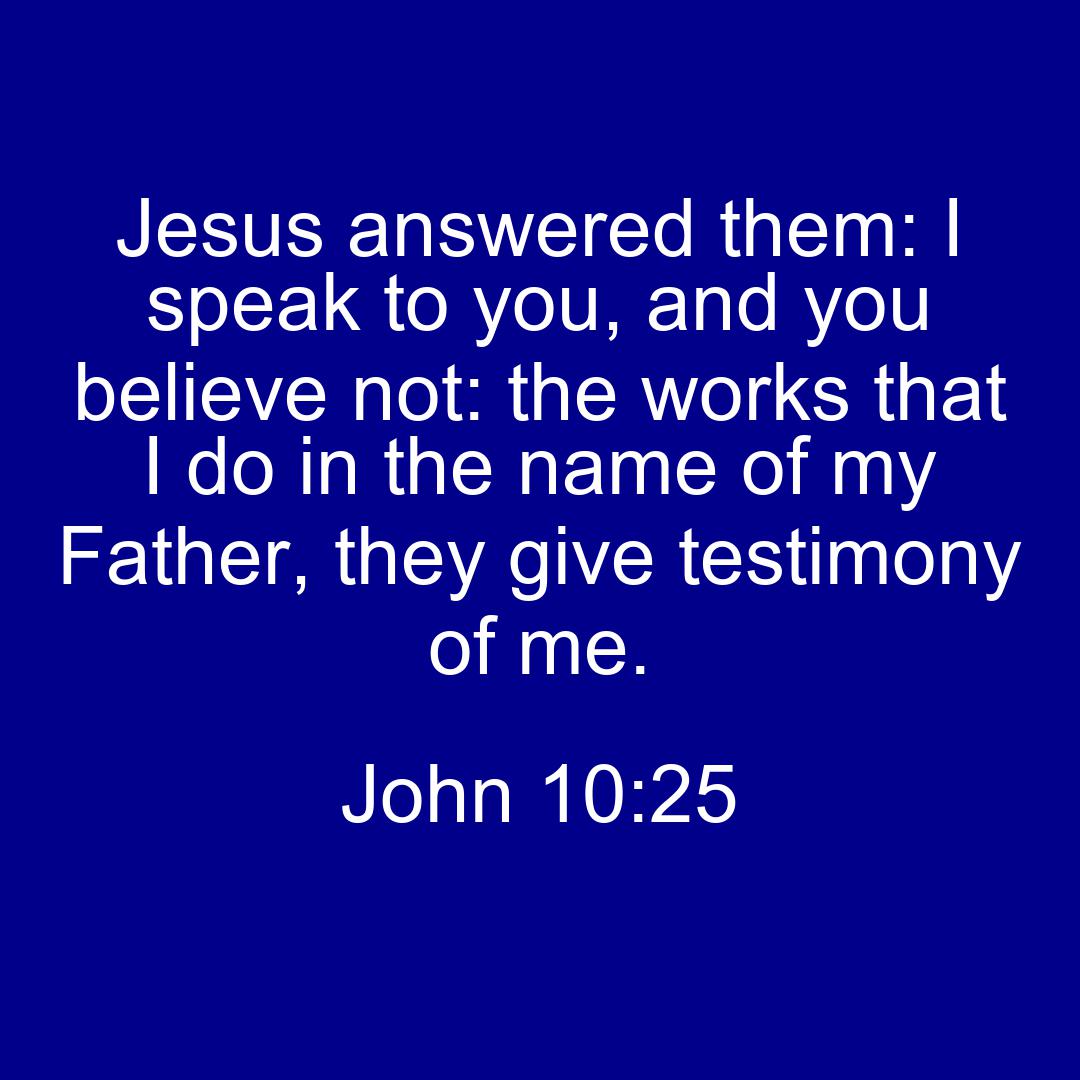 Jesus answered them: I
speak to you, and you
believe not: the works that
I do in the name of my
Father, they give testimony
of me.
John 10:25